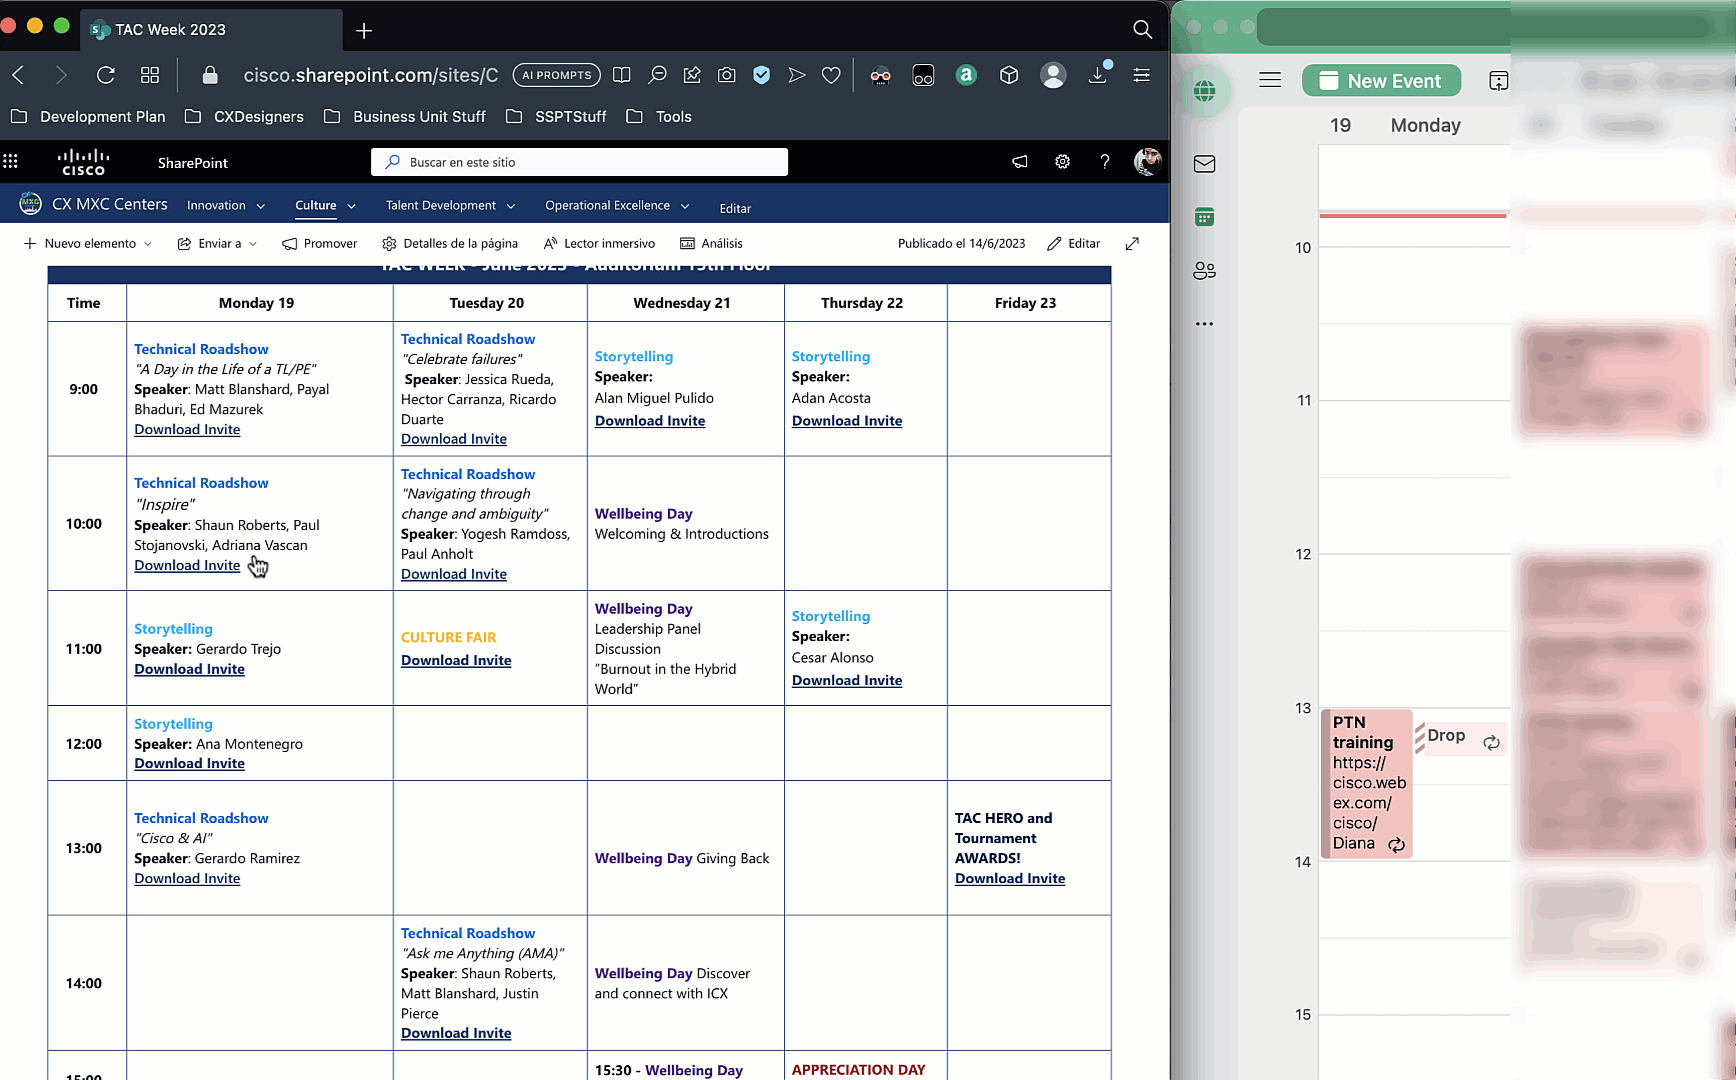 TAC Week 2023
cisco.sharepoint.com/sites/C
AI PROMPTS
Development Plan
CXDesigners
Business Unit Stuff
SSPTStuff
Tools
CISCO
SharePoint
Buscar en este sitio
MXC
CX MXC Centers
Innovation
Culture
Talent Development
Operational Excellence
Editar
Nuevo elemento
Enviar a
Promover
Detalles de la página
Lector inmersivo
Análisis
Publicado el 14/6/2023
Editar
TAC WEEK - June 2023 - Auditorium 15th Floor
Time
Monday 19
Tuesday 20
Wednesday 21
Thursday 22
Friday 23
9:00
Technical Roadshow
"A Day in the Life of a TL/PE"
Speaker: Matt Blanshard, Payal
Bhaduri, Ed Mazurek
Download Invite
Technical Roadshow
"Celebrate failures"
Speaker: Jessica Rueda,
Hector Carranza, Ricardo
Duarte
Download Invite
Storytelling
Speaker:
Alan Miguel Pulido
Download Invite
Storytelling
Speaker:
Adan Acosta
Download Invite
10:00
Technical Roadshow
"Inspire"
Speaker: Shaun Roberts, Paul
Stojanovski, Adriana Vascan
Download Invite
Technical Roadshow
"Navigating through
change and ambiguity"
Speaker: Yogesh Ramdoss,
Paul Anholt
Download Invite
Wellbeing Day
Welcoming & Introductions
11:00
Storytelling
Speaker: Gerardo Trejo
Download Invite
CULTURE FAIR
Download Invite
Wellbeing Day
Leadership Panel
Discussion
"Burnout in the Hybrid
World"
Storytelling
Speaker:
Cesar Alonso
Download Invite
12:00
Storytelling
Speaker: Ana Montenegro
Download Invite
13:00
Technical Roadshow
"Cisco & AI"
Speaker: Gerardo Ramirez
Download Invite
Wellbeing Day Giving Back
TAC HERO and
Tournament
AWARDS!
Download Invite
14:00
Technical Roadshow
"Ask me Anything (AMA)"
Speaker: Shaun Roberts,
Matt Blanshard, Justin
Pierce
Download Invite
Wellbeing Day Discover
and connect with ICX
15:00
15:30 - Wellbeing Day
APPRECIATION DAY
New Event
19 Monday
10
11
12
13
14
15
PTN
training
https://
cisco.web
ex.com/
cisco/
Diana
Drop